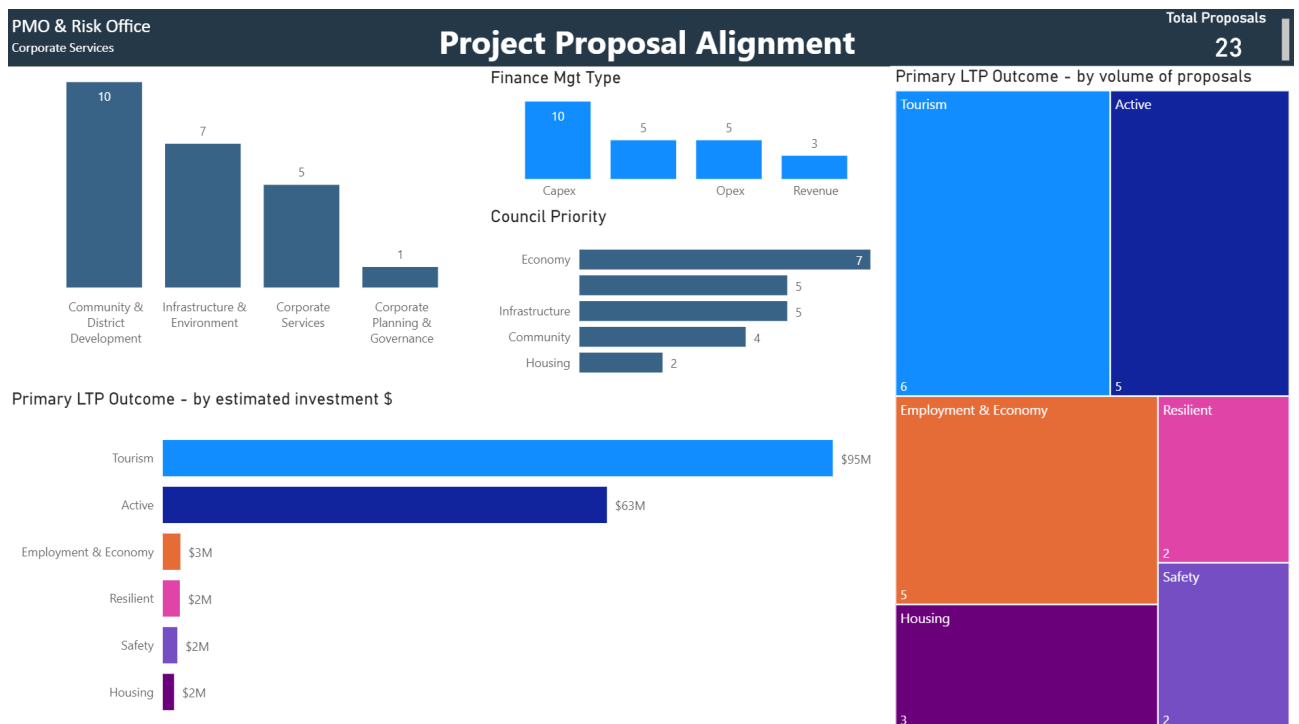 PMO & Risk Office
Corporate Services
Project Proposal Alignment
Total Proposals
23
10
7
5
1
Community &
District
Development
Infrastructure &
Environment
Corporate
Services
Corporate
Planning &
Governance
Finance Mgt Type
10
5
5
3
Capex
Opex
Revenue
Council Priority
Economy
7
5
Infrastructure
5
Community
4
Housing
2
Primary LTP Outcome - by estimated investment $
Tourism
$95M
Active
$63M
Employment & Economy
$3M
Resilient
$2M
Safety
$2M
Housing
$2M
Primary LTP Outcome - by volume of proposals
Tourism
6
Active
5
Employment & Economy
5
Resilient
2
Housing
3
Safety
2